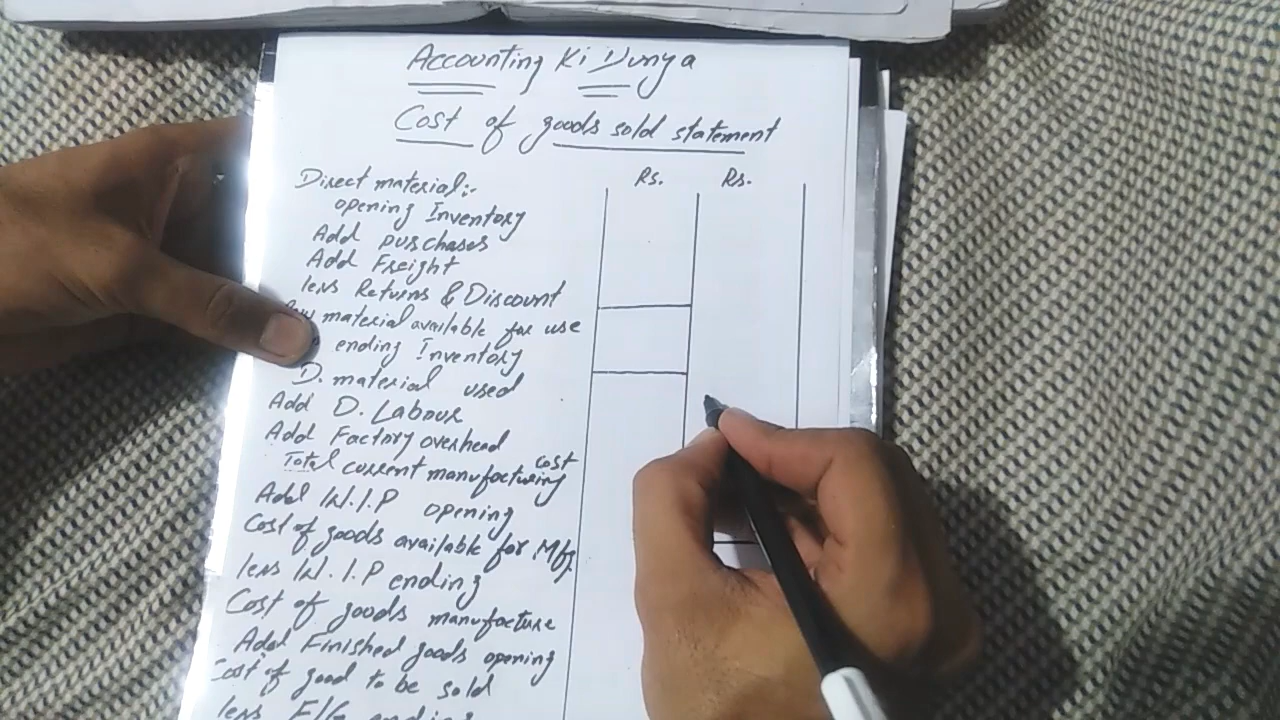 Accounting Ki Dunya
Cost of goods sold statement
Rs. Rs.
Direct material:-
opening Inventory
Add purchases
Add Freight
less Returns & Discount
material available for use
ending Inventory
D. material used
Add D. Labour
Add Factory overhead
Total current manufacturing cost
Add W.I.P opening
Cost of goods available for Mfg
less W.I.P ending
Cost of goods manufacture
Add Finished goods opening
Cost of good to be sold
less F/G ending